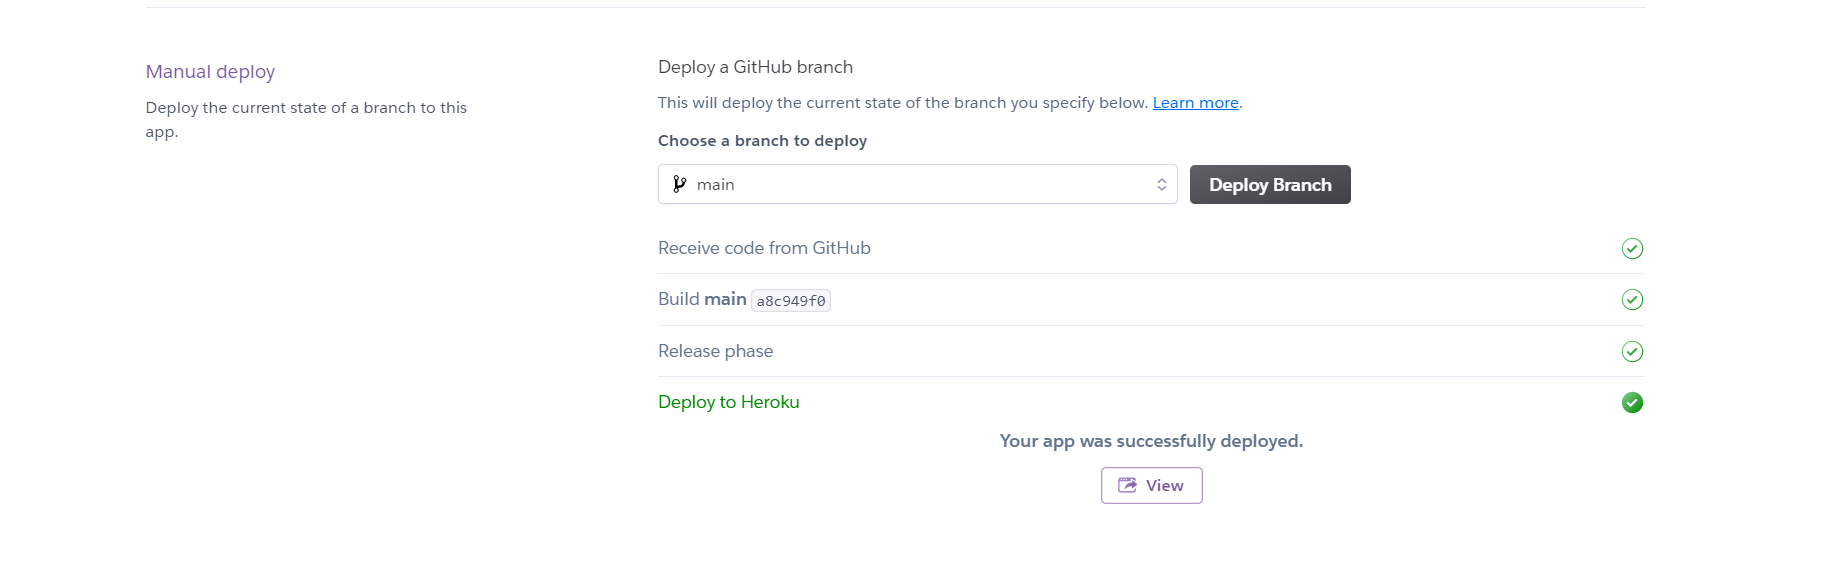 Manual deploy
Deploy the current state of a branch to this
app.
Deploy a GitHub branch
This will deploy the current state of the branch you specify below. Learn more.
Choose a branch to deploy
main
Deploy Branch
Receive code from GitHub
Build main a8c949f0
Release phase
Deploy to Heroku
Your app was successfully deployed.
View